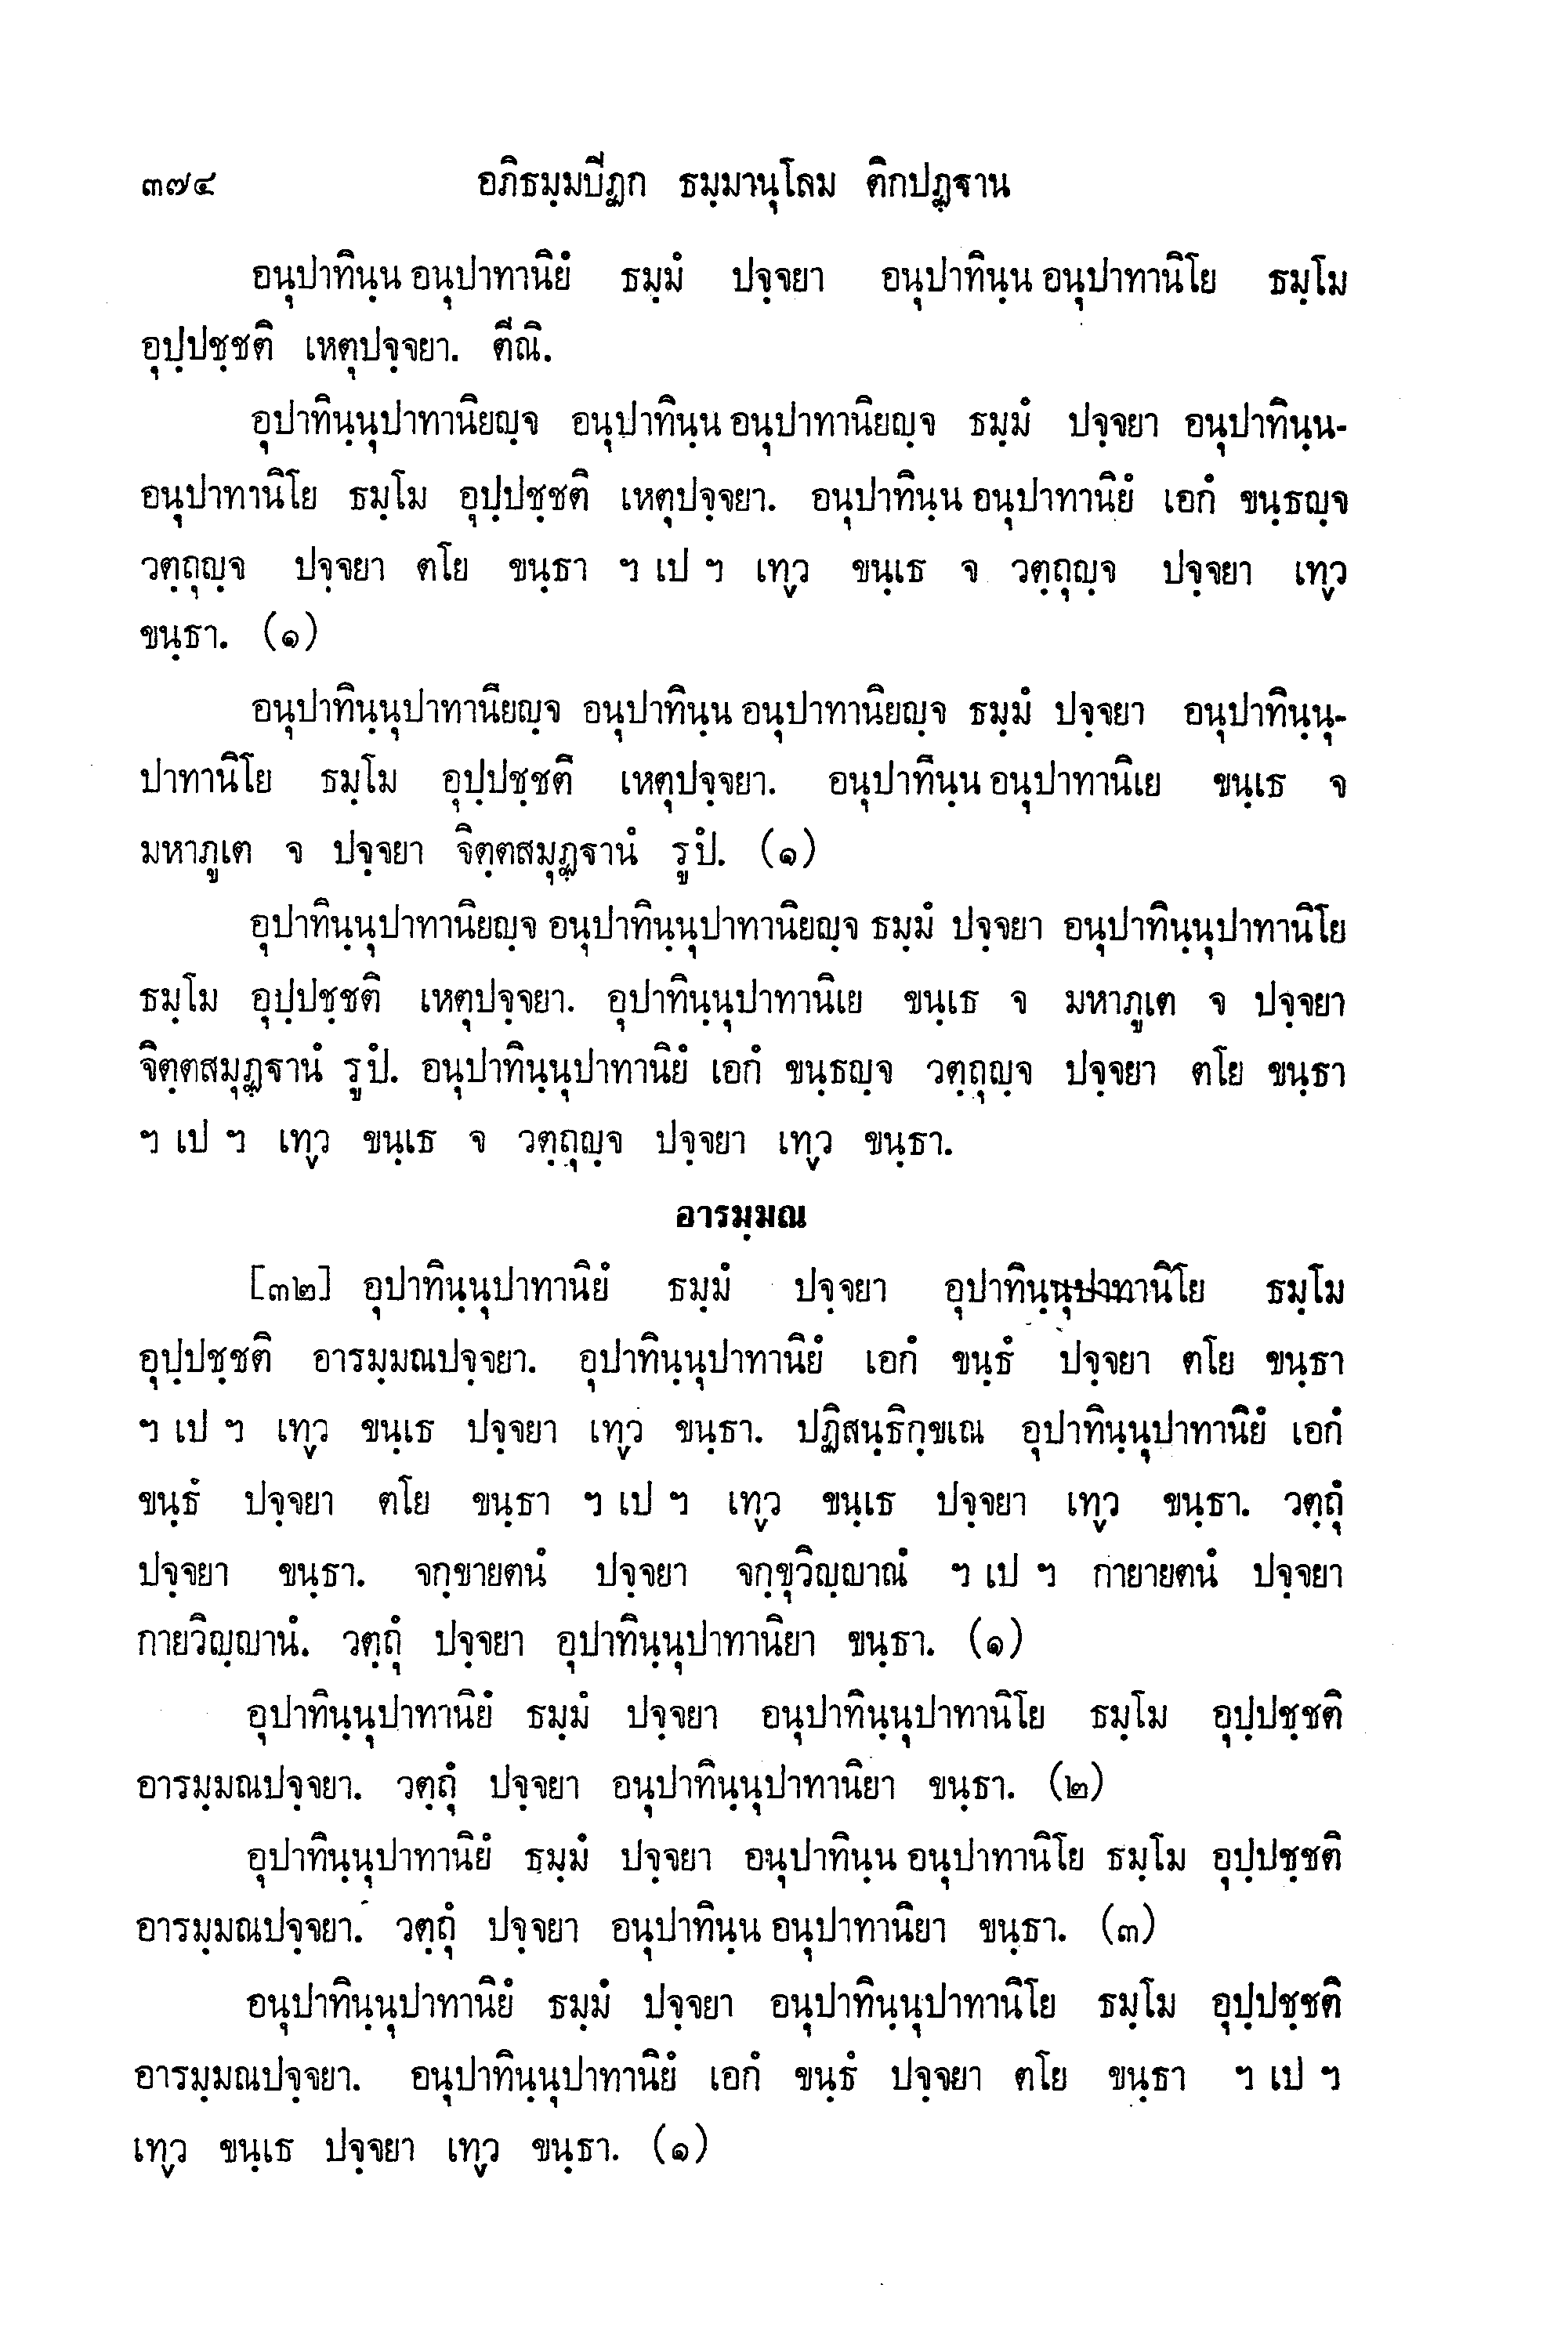 ๓๗๔ อภิธมฺมปีฏก ธมฺมานุโลม ติกปฏฺฐาน
อนุปาทินฺน อนุปาทานิยํ ธมฺมํ ปจฺจยา อนุปาทินฺน อนุปาทานิโย ธมฺโม
อุปฺปชฺชติ เหตุปจฺจยา. ตีณิ.
อุปาทินฺนุปาทานิยญฺจ อนุปาทินฺน อนุปาทานิยญฺจ ธมฺมํ ปจฺจยา อนุปาทินฺน-
อนุปาทานิโย ธมฺโม อุปฺปชฺชติ เหตุปจฺจยา. อนุปาทินฺน อนุปาทานิยํ เอกํ ขนฺธญฺจ
วตฺถุญฺจ ปจฺจยา ตโย ขนฺธา ฯ เป ฯ เทฺว ขนฺเธ จ วตฺถุญฺจ ปจฺจยา เทฺว
ขนฺธา. (๑)
อนุปาทินฺนุปาทานิยญฺจ อนุปาทินฺน อนุปาทานิยญฺจ ธมฺมํ ปจฺจยา อนุปาทินฺนุ-
ปาทานิโย ธมฺโม อุปฺปชฺชติ เหตุปจฺจยา. อนุปาทินฺน อนุปาทานิเย ขนฺเธ จ
มหาภูเต จ ปจฺจยา จิตฺตสมุฏฺฐานํ รูปํ. (๑)
อุปาทินฺนุปาทานิยญฺจ อนุปาทินฺนุปาทานิยญฺจ ธมฺมํ ปจฺจยา อนุปาทินฺนุปาทานิโย
ธมฺโม อุปฺปชฺชติ เหตุปจฺจยา. อุปาทินฺนุปาทานิเย ขนฺเธ จ มหาภูเต จ ปจฺจยา
จิตฺตสมุฏฺฐานํ รูปํ. อนุปาทินฺนุปาทานิยํ เอกํ ขนฺธญฺจ วตฺถุญฺจ ปจฺจยา ตโย ขนฺธา
ฯ เป ฯ เทฺว ขนฺเธ จ วตฺถุญฺจ ปจฺจยา เทฺว ขนฺธา.
อารมฺมณ
[๓๒] อุปาทินฺนุปาทานิยํ ธมฺมํ ปจฺจยา อุปาทินฺนุปาทานิโย ธมฺโม
อุปฺปชฺชติ อารมฺมณปจฺจยา. อุปาทินฺนุปาทานิยํ เอกํ ขนฺธํ ปจฺจยา ตโย ขนฺธา
ฯ เป ฯ เทฺว ขนฺเธ ปจฺจยา เทฺว ขนฺธา. ปฏิสนฺธิกฺขเณ อุปาทินฺนุปาทานิยํ เอกํ
ขนฺธํ ปจฺจยา ตโย ขนฺธา ฯ เป ฯ เทฺว ขนฺเธ ปจฺจยา เทฺว ขนฺธา. วตฺถุํ
ปจฺจยา ขนฺธา. จกฺขายตนํ ปจฺจยา จกฺขุวิญฺญาณํ ฯ เป ฯ กายายตนํ ปจฺจยา
กายวิญฺญานํ. วตฺถุํ ปจฺจยา อุปาทินฺนุปาทานิยา ขนฺธา. (๑)
อุปาทินฺนุปาทานิยํ ธมฺมํ ปจฺจยา อนุปาทินฺนุปาทานิโย ธมฺโม อุปฺปชฺชติ
อารมฺมณปจฺจยา. วตฺถุํ ปจฺจยา อนุปาทินฺนุปาทานิยา ขนฺธา. (๒)
อุปาทินฺนุปาทานิยํ ธมฺมํ ปจฺจยา อนุปาทินฺน อนุปาทานิโย ธมฺโม อุปฺปชฺชติ
อารมฺมณปจฺจยา. วตฺถุํ ปจฺจยา อนุปาทินฺน อนุปาทานิยา ขนฺธา. (๓)
อนุปาทินฺนุปาทานิยํ ธมฺมํ ปจฺจยา อนุปาทินฺนุปาทานิโย ธมฺโม อุปฺปชฺชติ
อารมฺมณปจฺจยา. อนุปาทินฺนุปาทานิยํ เอกํ ขนฺธํ ปจฺจยา ตโย ขนฺธา ฯ เป ฯ
เทฺว ขนฺเธ ปจฺจยา เทฺว ขนฺธา. (๑)